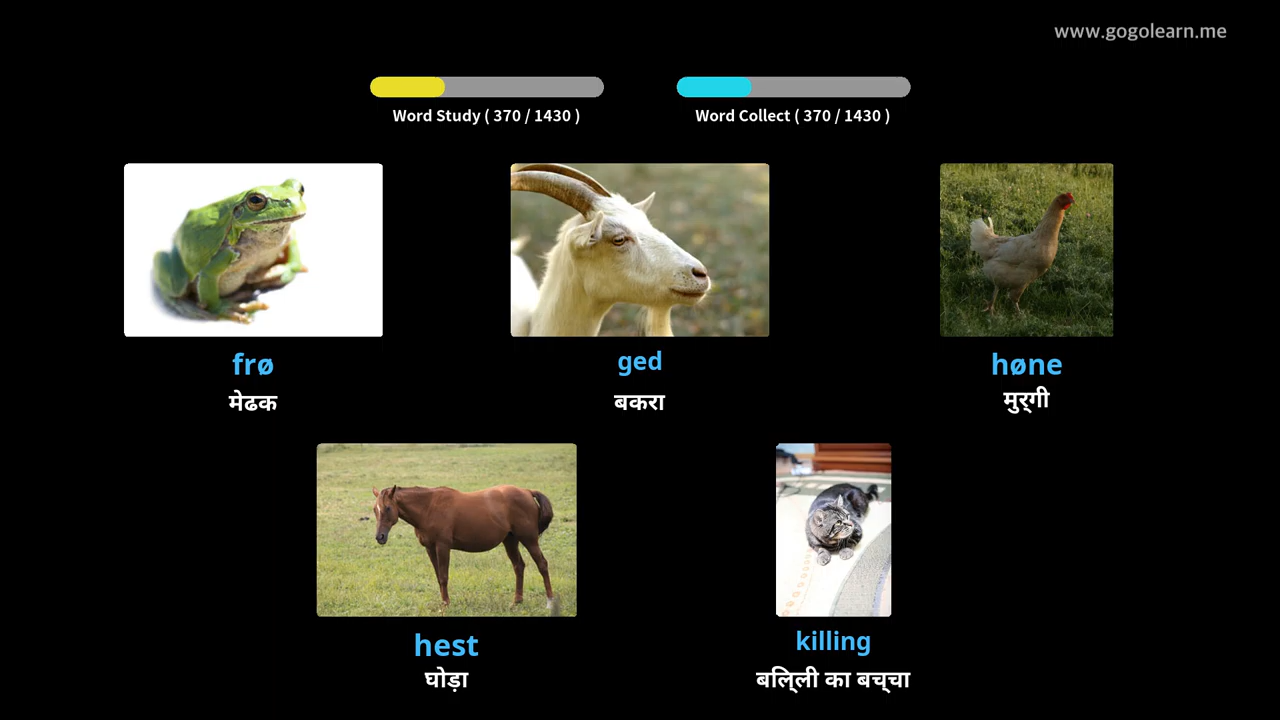 www.gogolearn.me
Word Study ( 370 / 1430 )
Word Collect ( 370 / 1430 )
frø
ged
høne
मेढक
बकरा
मुर्गी
hest
killing
घोड़ा
बिल्ली का बच्चा